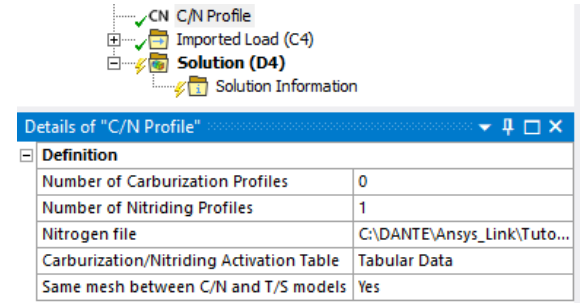 CN C/N Profile
Imported Load (C4)
Solution (D4)
Solution Information
Details of "C/N Profile"
Definition
Number of Carburization Profiles 0
Number of Nitriding Profiles 1
Nitrogen file C:\DANTE\Ansys_Link\Tuto...
Carburization/Nitriding Activation Table Tabular Data
Same mesh between C/N and T/S models Yes